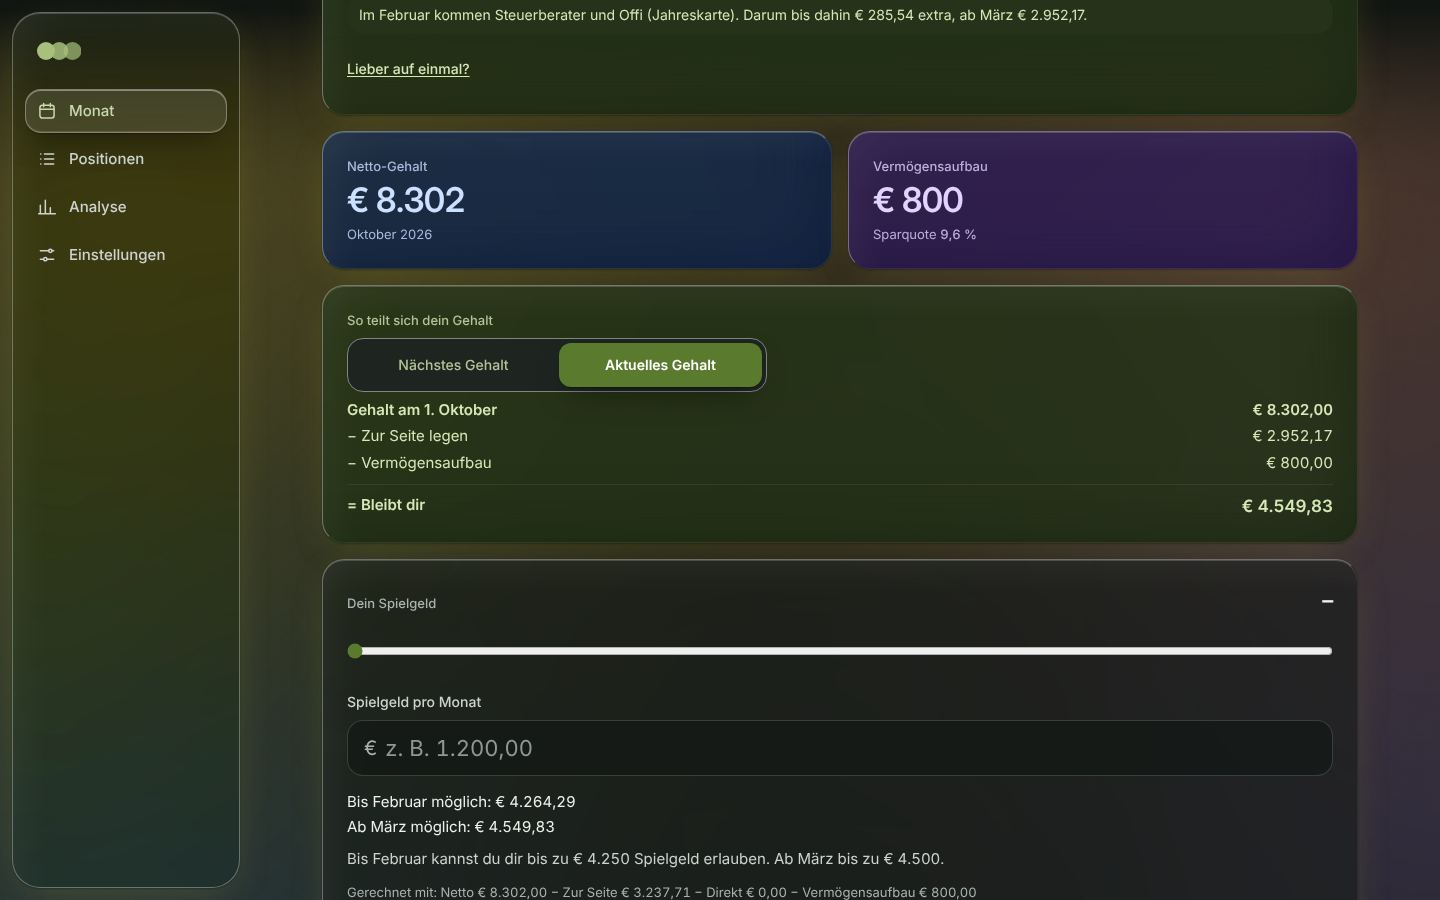 Im Februar kommen Steuerberater und Offi (Jahreskarte). Darum bis dahin € 285,54 extra, ab März € 2.952,17.
Lieber auf einmal?
Monat
Positionen
Analyse
Einstellungen
Netto-Gehalt
€ 8.302
Oktober 2026
Vermögensaufbau
€ 800
Sparquote 9,6 %
So teilt sich dein Gehalt
Nächstes Gehalt
Aktuelles Gehalt
Gehalt am 1. Oktober € 8.302,00
− Zur Seite legen € 2.952,17
− Vermögensaufbau € 800,00
= Bleibt dir € 4.549,83
Dein Spielgeld
Spielgeld pro Monat
€ z. B. 1.200,00
Bis Februar möglich: € 4.264,29
Ab März möglich: € 4.549,83
Bis Februar kannst du dir bis zu € 4.250 Spielgeld erlauben. Ab März bis zu € 4.500.
Gerechnet mit: Netto € 8.302,00 − Zur Seite € 3.237,71 − Direkt € 0,00 − Vermögensaufbau € 800,00